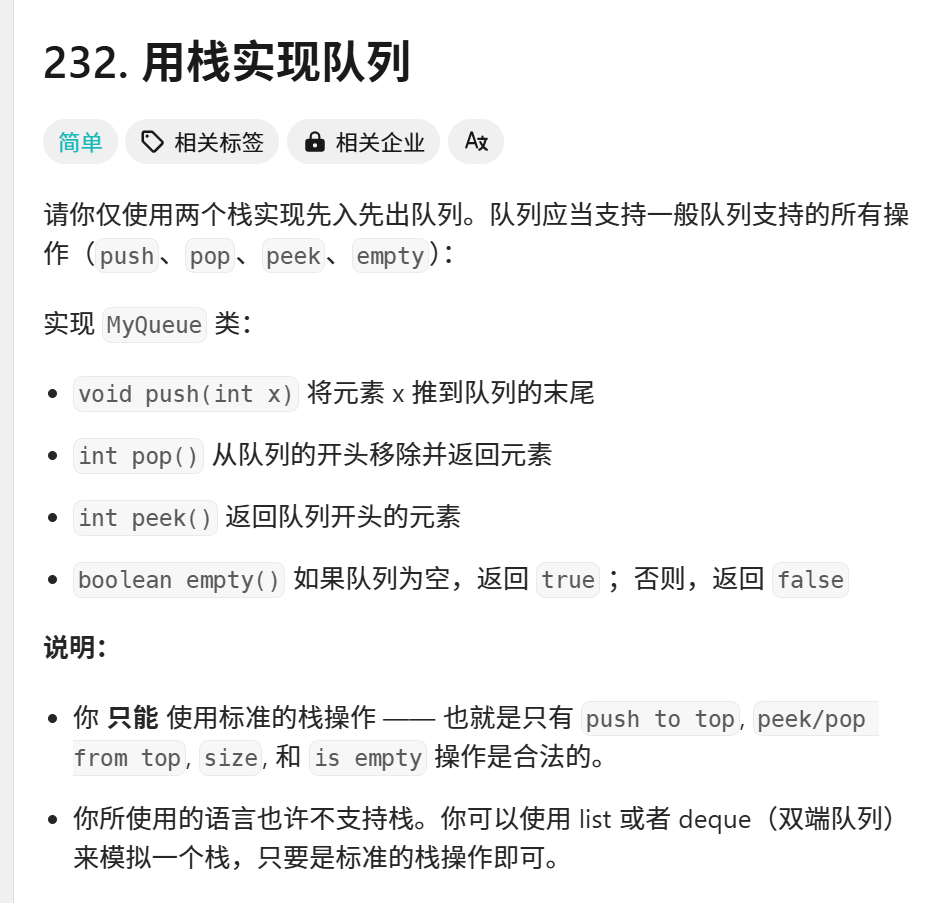 232. 用栈实现队列
简单 相关标签 相关企业 A文
请你仅使用两个栈实现先入先出队列。队列应当支持一般队列支持的所有操
作（push、pop、peek、empty）：
实现 MyQueue 类：
• void push(int x) 将元素 x 推到队列的末尾
• int pop() 从队列的开头移除并返回元素
• int peek() 返回队列开头的元素
• boolean empty() 如果队列为空，返回 true ；否则，返回 false
说明：
• 你 只能 使用标准的栈操作 —— 也就是只有 push to top, peek/pop
from top, size, 和 is empty 操作是合法的。
• 你所使用的语言也许不支持栈。你可以使用 list 或者 deque（双端队列）
来模拟一个栈，只要是标准的栈操作即可。